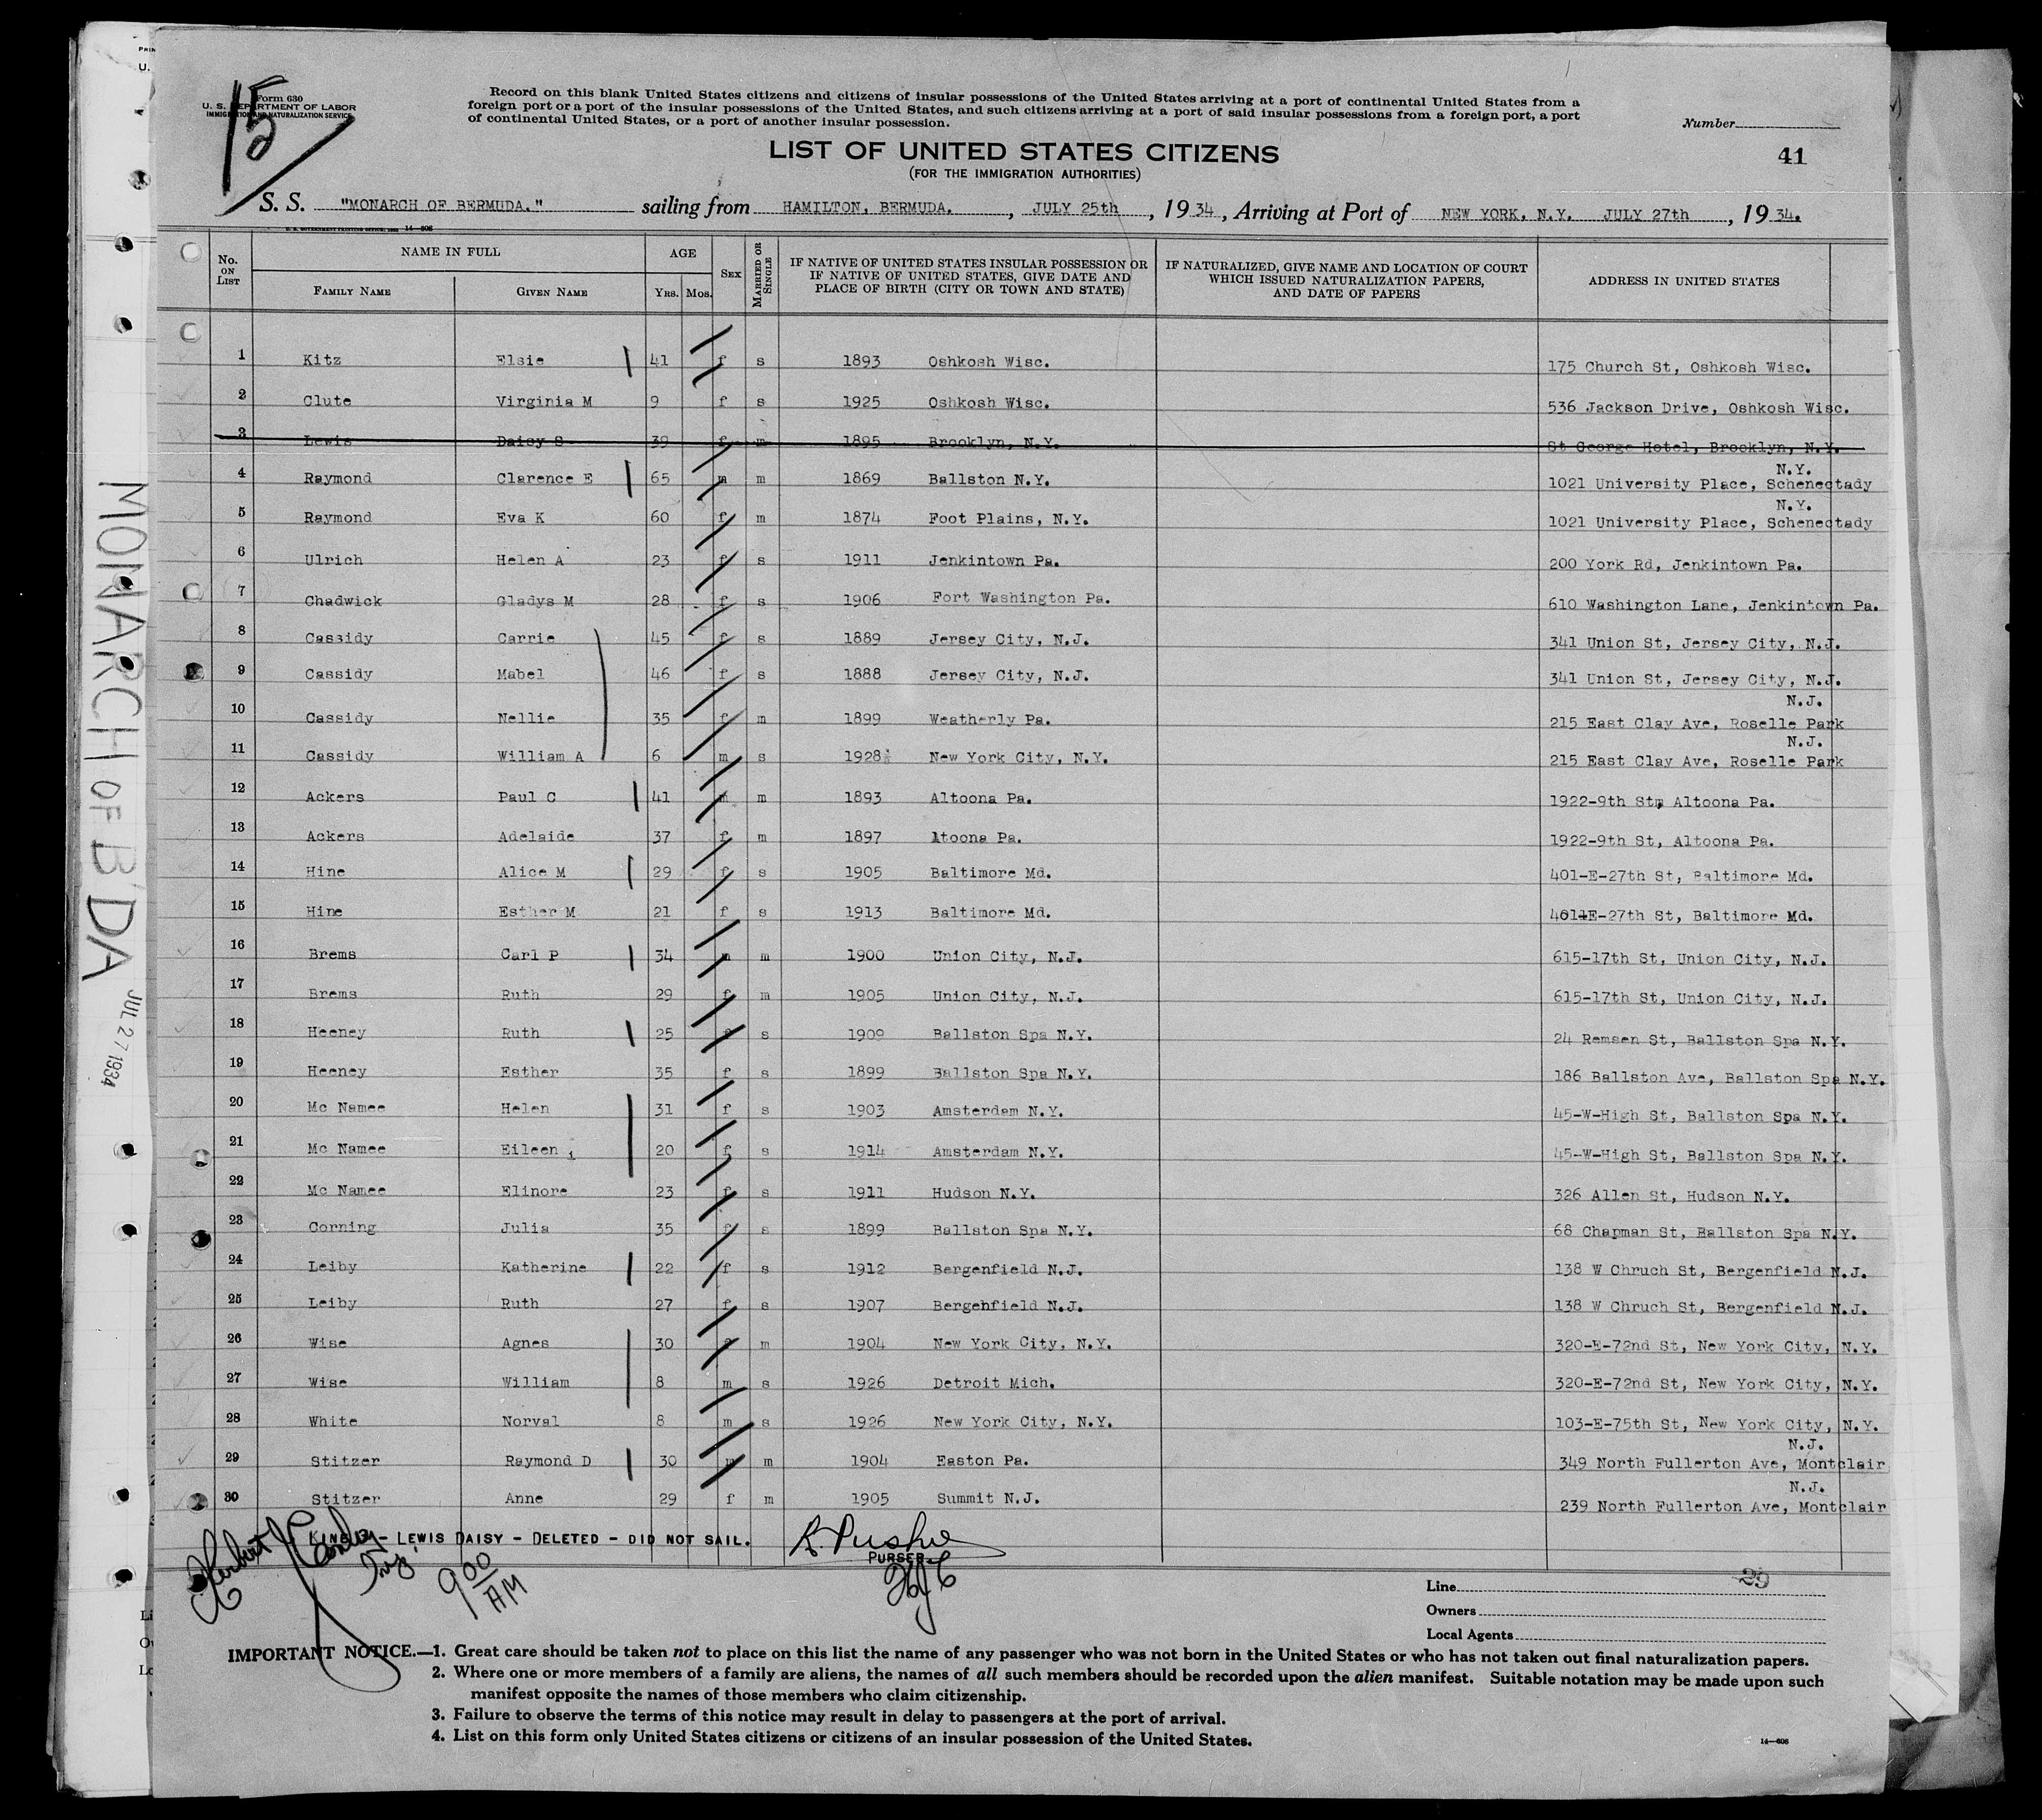 15
Form 630
U. S. DEPARTMENT OF LABOR
IMMIGRATION AND NATURALIZATION SERVICE
Record on this blank United States citizens and citizens of insular possessions of the United States arriving at a port of continental United States from a
foreign port or a port of the insular possessions of the United States, and such citizens arriving at a port of said insular possessions from a foreign port, a port
of continental United States, or a port of another insular possession.
Number
41
LIST OF UNITED STATES CITIZENS
(FOR THE IMMIGRATION AUTHORITIES)
S. S. "MONARCH OF BERMUDA." sailing from HAMILTON, BERMUDA. , JULY 25th , 19 34 , Arriving at Port of NEW YORK, N.Y. JULY 27th , 19 34.
No. ON LIST NAME IN FULL FAMILY NAME GIVEN NAME AGE YRS. MOS. SEX MARRIED OR SINGLE IF NATIVE OF UNITED STATES INSULAR POSSESSION OR IF NATIVE OF UNITED STATES, GIVE DATE AND PLACE OF BIRTH (CITY OR TOWN AND STATE) IF NATURALIZED, GIVE NAME AND LOCATION OF COURT WHICH ISSUED NATURALIZATION PAPERS, AND DATE OF PAPERS ADDRESS IN UNITED STATES
1 Kitz Elsie 41 f s 1893 Oshkosh Wisc. 175 Church St, Oshkosh Wisc.
2 Clute Virginia M 9 f s 1925 Oshkosh Wisc. 536 Jackson Drive, Oshkosh Wisc.
3 Lewis Daisy S 39 f m 1895 Brooklyn, N.Y. St George Hotel, Brooklyn, N.Y.
4 Raymond Clarence E 65 m m 1869 Ballston N.Y. 1021 University Place, Schenectady N.Y.
5 Raymond Eva K 60 f m 1874 Foot Plains, N.Y. 1021 University Place, Schenectady N.Y.
6 Ulrich Helen A 23 f s 1911 Jenkintown Pa. 200 York Rd, Jenkintown Pa.
7 Chadwick Gladys M 28 f s 1906 Fort Washington Pa. 610 Washington Lane, Jenkintown Pa.
8 Cassidy Carrie 45 f s 1889 Jersey City, N.J. 341 Union St, Jersey City, N.J.
9 Cassidy Mabel 46 f s 1888 Jersey City, N.J. 341 Union St, Jersey City, N.J.
10 Cassidy Nellie 35 f m 1899 Weatherly Pa. 215 East Clay Ave, Roselle Park N.J.
11 Cassidy William A 6 m s 1928 New York City, N.Y. 215 East Clay Ave, Roselle Park N.J.
12 Ackers Paul C 41 m m 1893 Altoona Pa. 1922-9th St, Altoona Pa.
13 Ackers Adelaide 37 f m 1897 Atoona Pa. 1922-9th St, Altoona Pa.
14 Hine Alice M 29 f s 1905 Baltimore Md. 401-E-27th St, Baltimore Md.
15 Hine Esther M 21 f s 1913 Baltimore Md. 401-E-27th St, Baltimore Md.
16 Brems Carl P 34 m m 1900 Union City, N.J. 615-17th St, Union City, N.J.
17 Brems Ruth 29 f m 1905 Union City, N.J. 615-17th St, Union City, N.J.
18 Heeney Ruth 25 f s 1909 Ballston Spa N.Y. 24 Remsen St, Ballston Spa N.Y.
19 Heeney Esther 35 f s 1899 Ballston Spa N.Y. 186 Ballston Ave, Ballston Spa N.Y.
20 Mc Namee Helen 31 f s 1903 Amsterdam N.Y. 45-W-High St, Ballston Spa N.Y.
21 Mc Namee Eileen 20 f s 1914 Amsterdam N.Y. 45-W-High St, Ballston Spa N.Y.
22 Mc Namee Elinore 23 f s 1911 Hudson N.Y. 326 Allen St, Hudson N.Y.
23 Corning Julia 35 f s 1899 Ballston Spa N.Y. 68 Chapman St, Ballston Spa N.Y.
24 Leiby Katherine 22 f s 1912 Bergenfield N.J. 138 W Chruch St, Bergenfield N.J.
25 Leiby Ruth 27 f s 1907 Bergenfield N.J. 138 W Chruch St, Bergenfield N.J.
26 Wise Agnes 30 f m 1904 New York City, N.Y. 320-E-72nd St, New York City, N.Y.
27 Wise William 8 m s 1926 Detroit Mich. 320-E-72nd St, New York City, N.Y.
28 White Norval 8 m s 1926 New York City, N.Y. 103-E-75th St, New York City, N.Y.
29 Stitzer Raymond D 30 m m 1904 Easton Pa. 349 North Fullerton Ave, Montclair N.J.
30 Stitzer Anne 29 f m 1905 Summit N.J. 239 North Fullerton Ave, Montclair N.J.
- LEWIS DAISY - DELETED - DID NOT SAIL.
PURSER
9 00 AM
Line 29
Owners
Local Agents
IMPORTANT NOTICE.—1. Great care should be taken not to place on this list the name of any passenger who was not born in the United States or who has not taken out final naturalization papers.
2. Where one or more members of a family are aliens, the names of all such members should be recorded upon the alien manifest. Suitable notation may be made upon such
manifest opposite the names of those members who claim citizenship.
3. Failure to observe the terms of this notice may result in delay to passengers at the port of arrival.
4. List on this form only United States citizens or citizens of an insular possession of the United States.
14—606
MONARCH OF B'DA JUL 27 1934